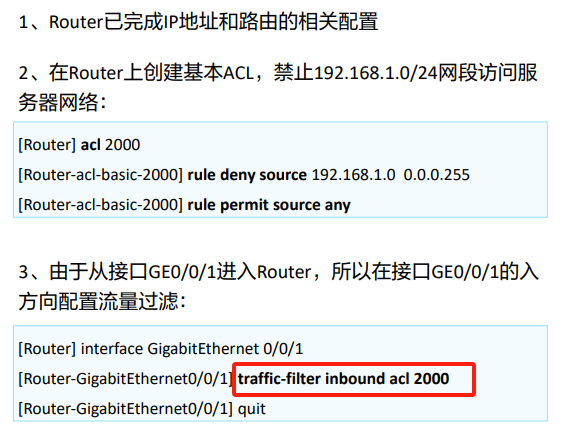 1、Router已完成IP地址和路由的相关配置
2、在Router上创建基本ACL，禁止192.168.1.0/24网段访问服
务器网络：
[Router] acl 2000
[Router-acl-basic-2000] rule deny source 192.168.1.0 0.0.0.255
[Router-acl-basic-2000] rule permit source any
3、由于从接口GE0/0/1进入Router，所以在接口GE0/0/1的入
方向配置流量过滤：
[Router] interface GigabitEthernet 0/0/1
[Router-GigabitEthernet0/0/1] traffic-filter inbound acl 2000
[Router-GigabitEthernet0/0/1] quit